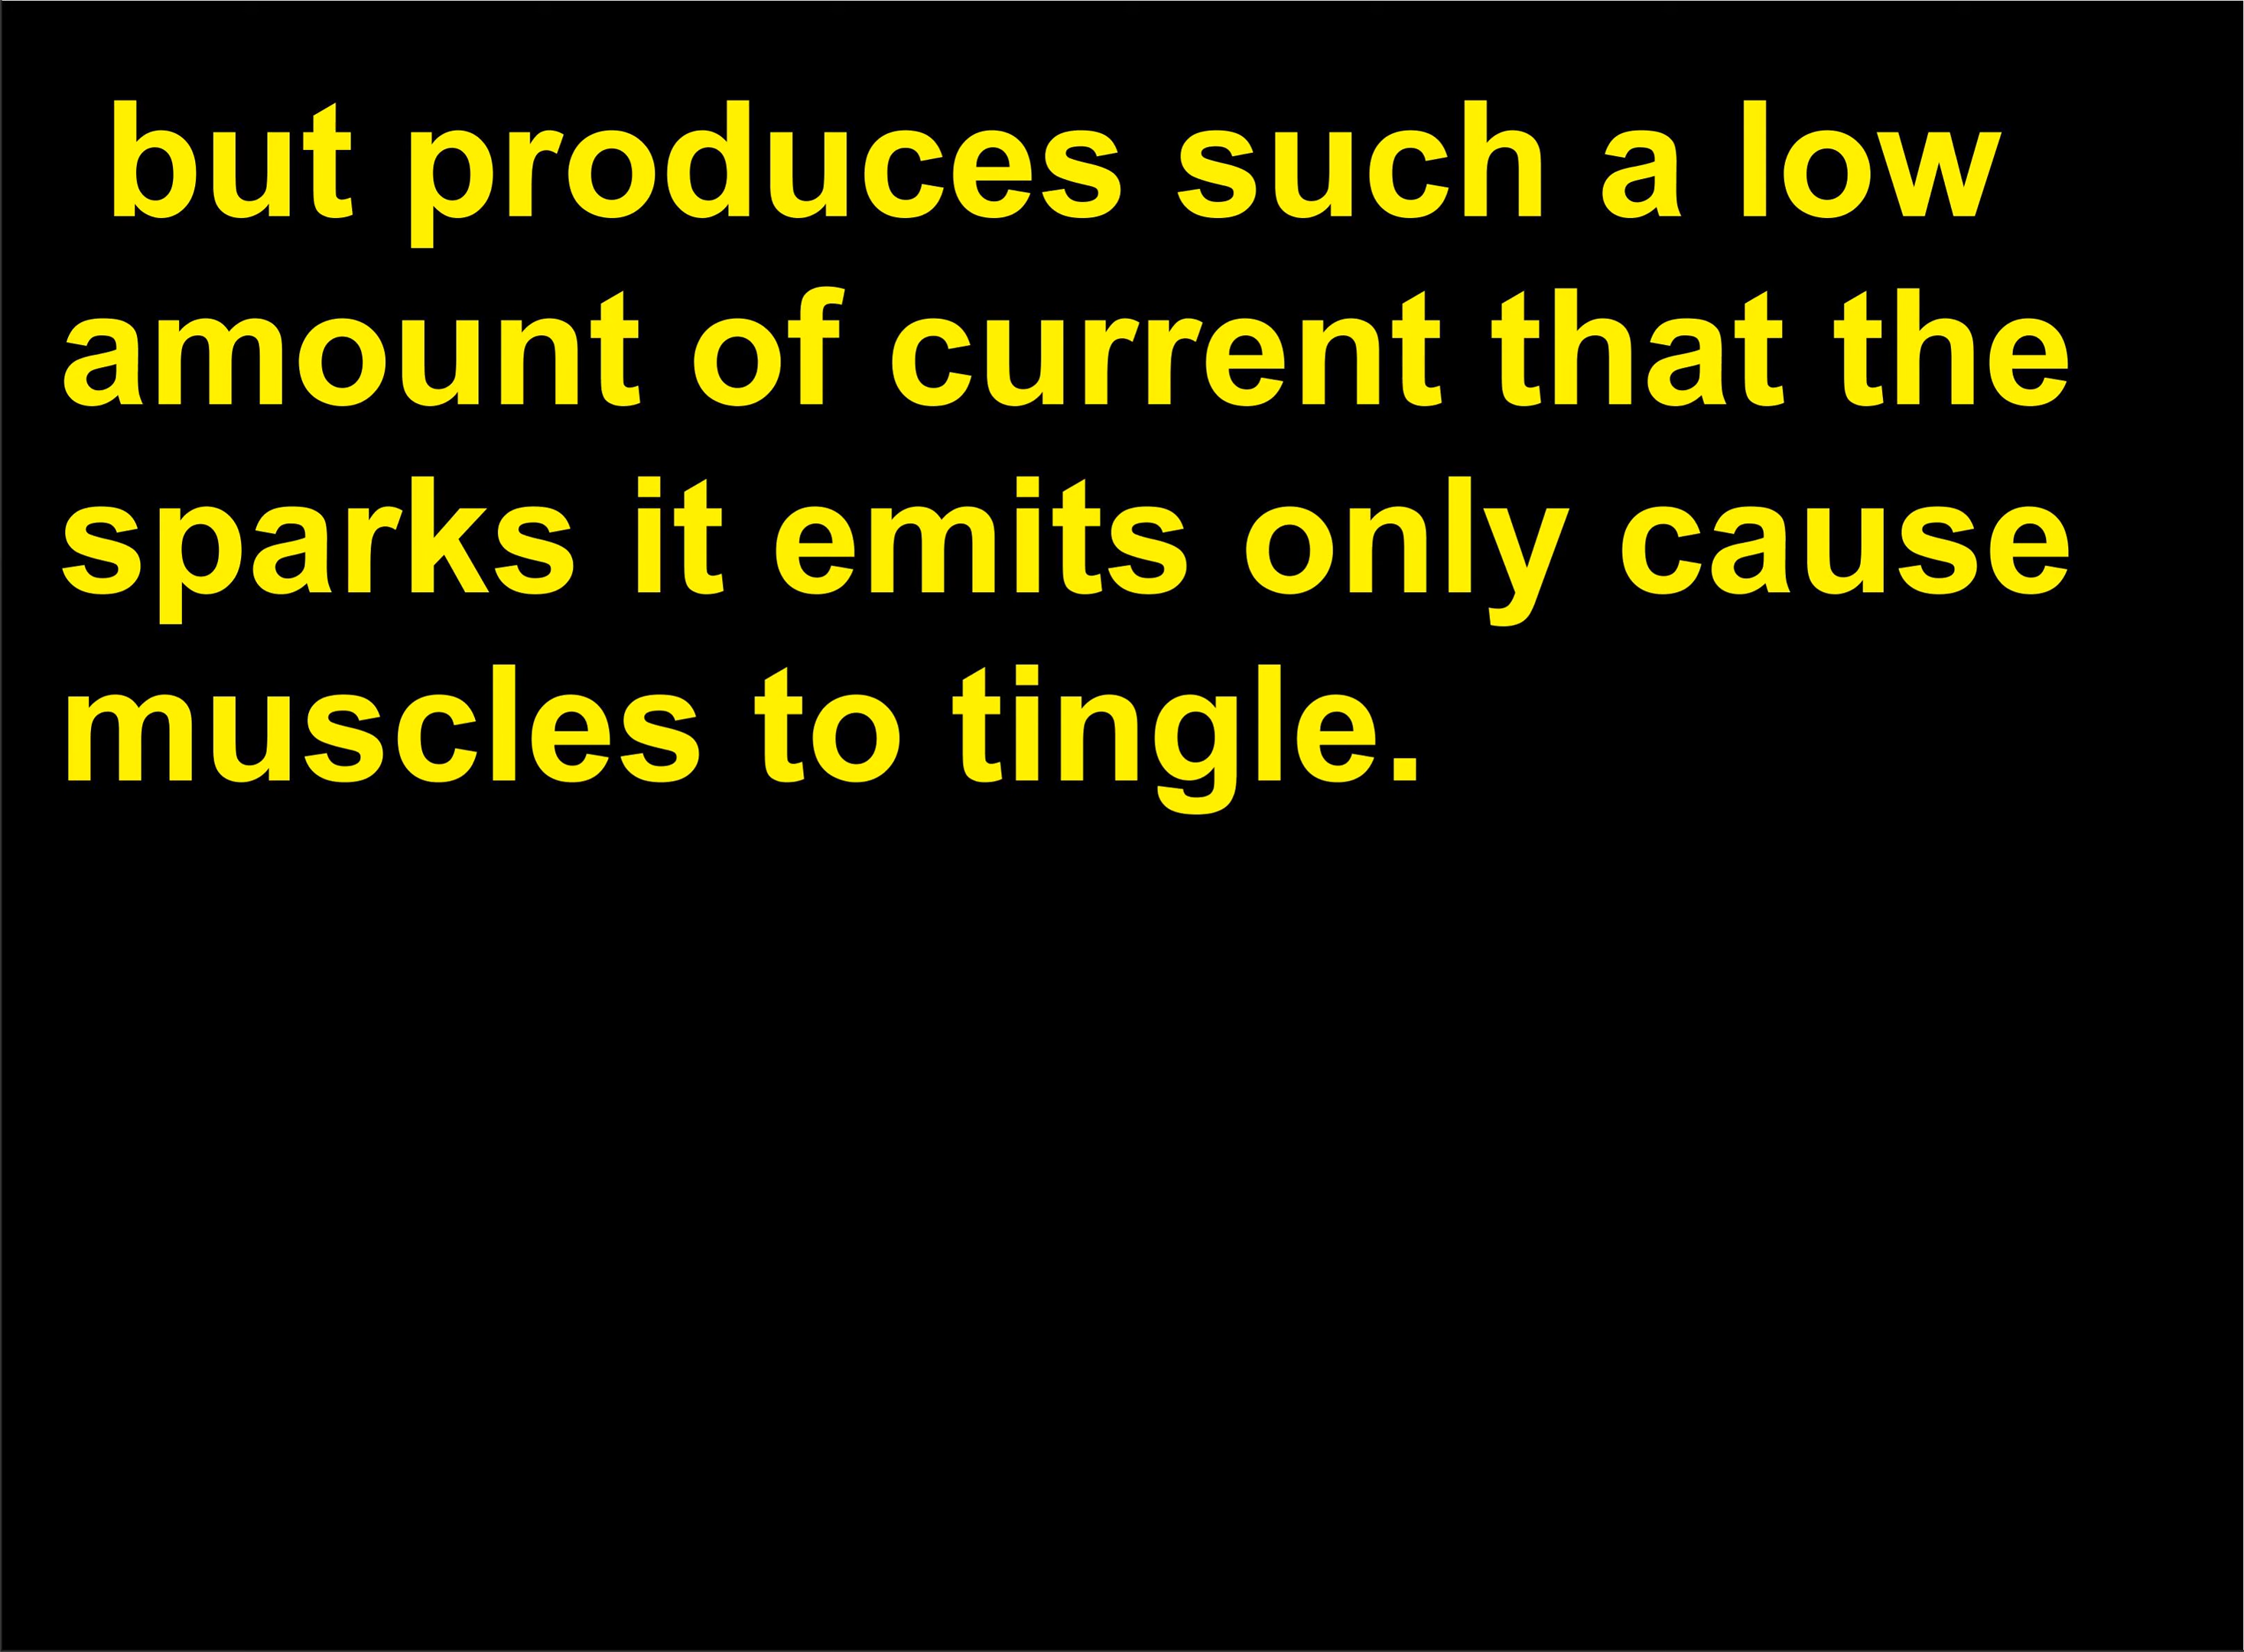 but produces such a low
amount of current that the
sparks it emits only cause
muscles to tingle.